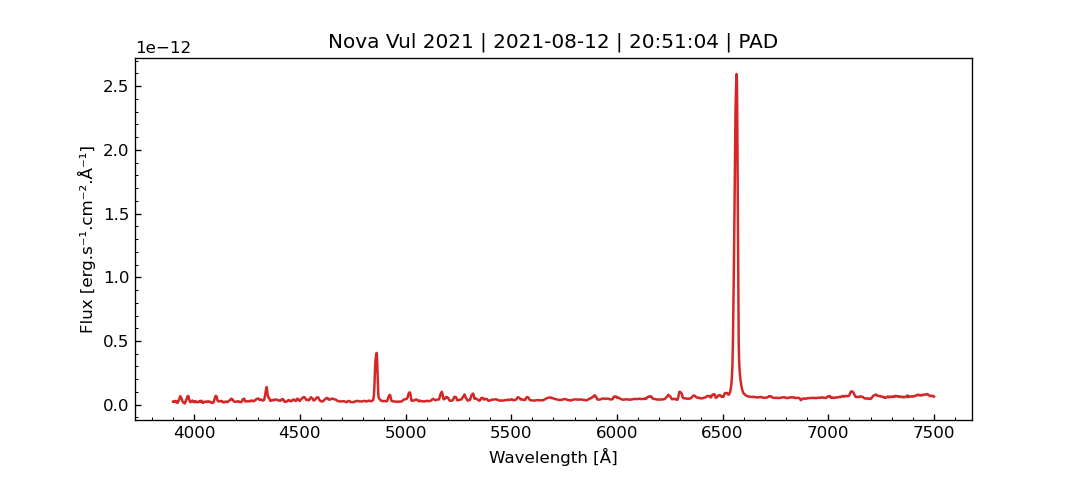 Nova Vul 2021 | 2021-08-12 | 20:51:04 | PAD
1e−12
2.5
2.0
1.5
1.0
0.5
0.0
Flux [erg.s⁻¹.cm⁻².Å⁻¹]
4000 4500 5000 5500 6000 6500 7000 7500
Wavelength [Å]